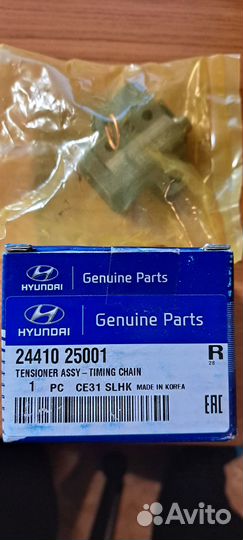 HYUNDAI
Genuine Parts
HYUNDAI
Genuine Parts
24410 25001
R
28
TENSIONER ASSY – TIMING CHAIN
1 PC CE31 SLHK MADE IN KOREA
EAC
Avito